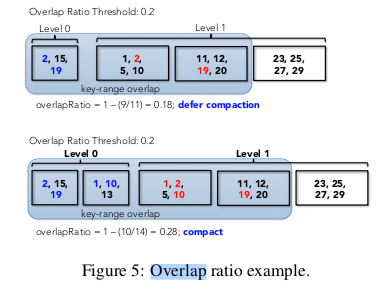 Overlap Ratio Threshold: 0.2
Level 0 Level 1
2, 15, 1, 2, 11, 12, 23, 25,
19 5, 10 19, 20 27, 29
key-range overlap
overlapRatio = 1 – (9/11) = 0.18; defer compaction
Overlap Ratio Threshold: 0.2
Level 0 Level 1
2, 15, 1, 10, 1, 2, 11, 12, 23, 25,
19 13 5, 10 19, 20 27, 29
key-range overlap
overlapRatio = 1 – (10/14) = 0.28; compact
Figure 5: Overlap ratio example.